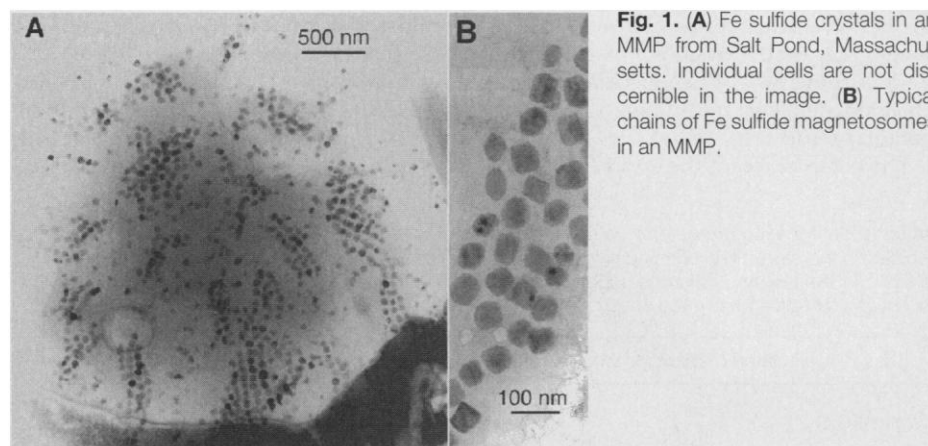 A
500 nm
B
100 nm
Fig. 1. (A) Fe sulfide crystals in an
MMP from Salt Pond, Massachu-
setts. Individual cells are not dis-
cernible in the image. (B) Typica
chains of Fe sulfide magnetosome
in an MMP.